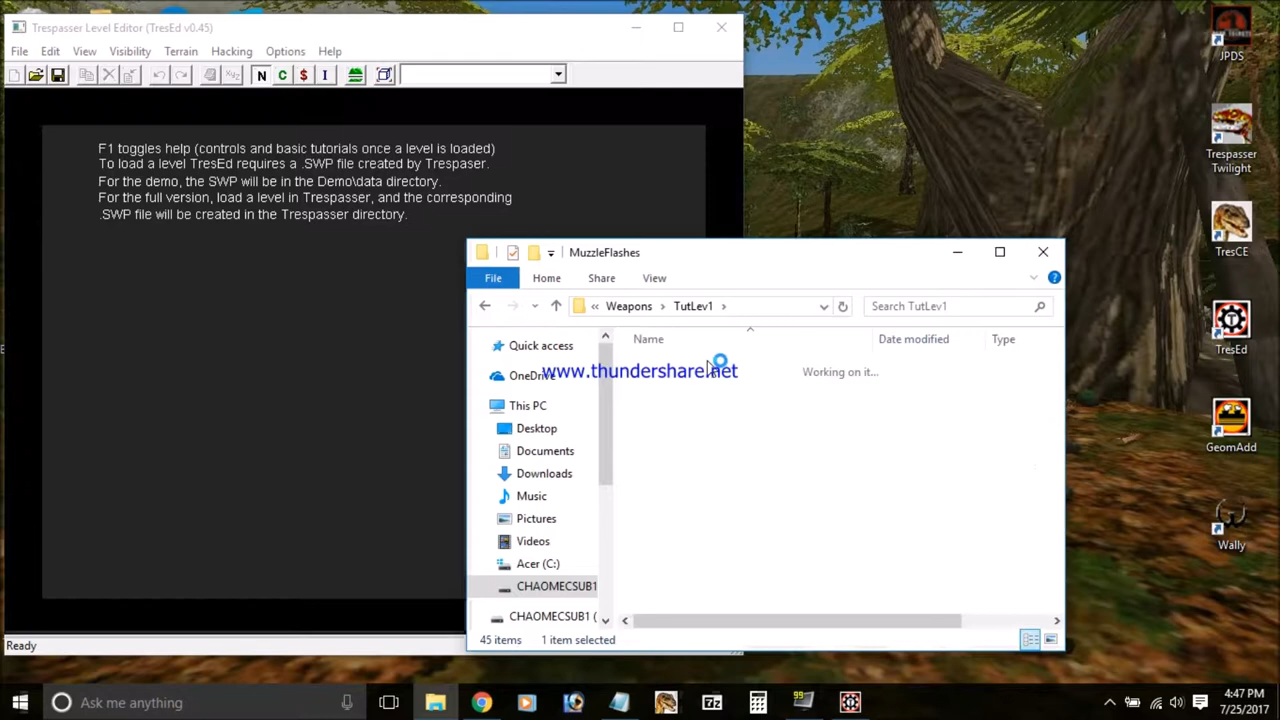 Trespasser Level Editor (TresEd v0.45)
File Edit View Visibility Terrain Hacking Options Help
N C $ I
F1 toggles help (controls and basic tutorials once a level is loaded)
To load a level TresEd requires a .SWP file created by Trespaser.
For the demo, the SWP will be in the Demo\data directory.
For the full version, load a level in Trespasser, and the corresponding
.SWP file will be created in the Trespasser directory.
Ready
MuzzleFlashes
File Home Share View
« Weapons > TutLev1 >
Search TutLev1
Name Date modified Type
Working on it...
Quick access
OneDrive
This PC
Desktop
Documents
Downloads
Music
Pictures
Videos
Acer (C:)
CHAOMECSUB1
CHAOMECSUB1 (
45 items 1 item selected
www.thundershare.net
JPDS
Trespasser
Twilight
TresCE
TresEd
GeomAdd
Wally
Ask me anything
7z
99
4:47 PM
7/25/2017